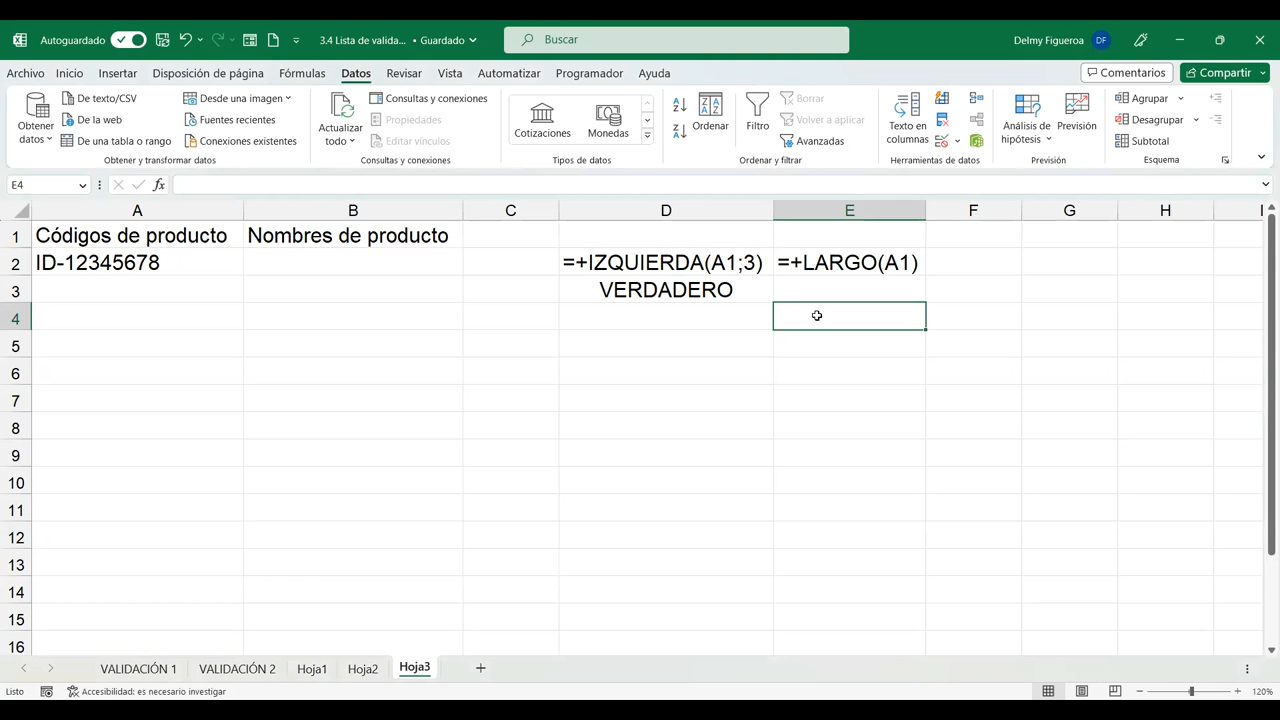 Autoguardado
3.4 Lista de valida... • Guardado
Buscar
Delmy Figueroa DF
Archivo Inicio Insertar Disposición de página Fórmulas Datos Revisar Vista Automatizar Programador Ayuda
Comentarios Compartir
Obtener datos
De texto/CSV
De la web
De una tabla o rango
Desde una imagen
Fuentes recientes
Conexiones existentes
Obtener y transformar datos
Actualizar todo
Consultas y conexiones
Propiedades
Editar vínculos
Consultas y conexiones
Cotizaciones
Monedas
Tipos de datos
Ordenar
Filtro
Borrar
Volver a aplicar
Avanzadas
Ordenar y filtrar
Texto en columnas
Herramientas de datos
Análisis de hipótesis
Previsión
Previsión
Agrupar
Desagrupar
Subtotal
Esquema
E4 fx
A B C D E F G H I
1 Códigos de producto Nombres de producto
2 ID-12345678 =+IZQUIERDA(A1;3) =+LARGO(A1)
3 VERDADERO
4
5
6
7
8
9
10
11
12
13
14
15
16
VALIDACIÓN 1 VALIDACIÓN 2 Hoja1 Hoja2 Hoja3
Listo Accesibilidad: es necesario investigar 120%